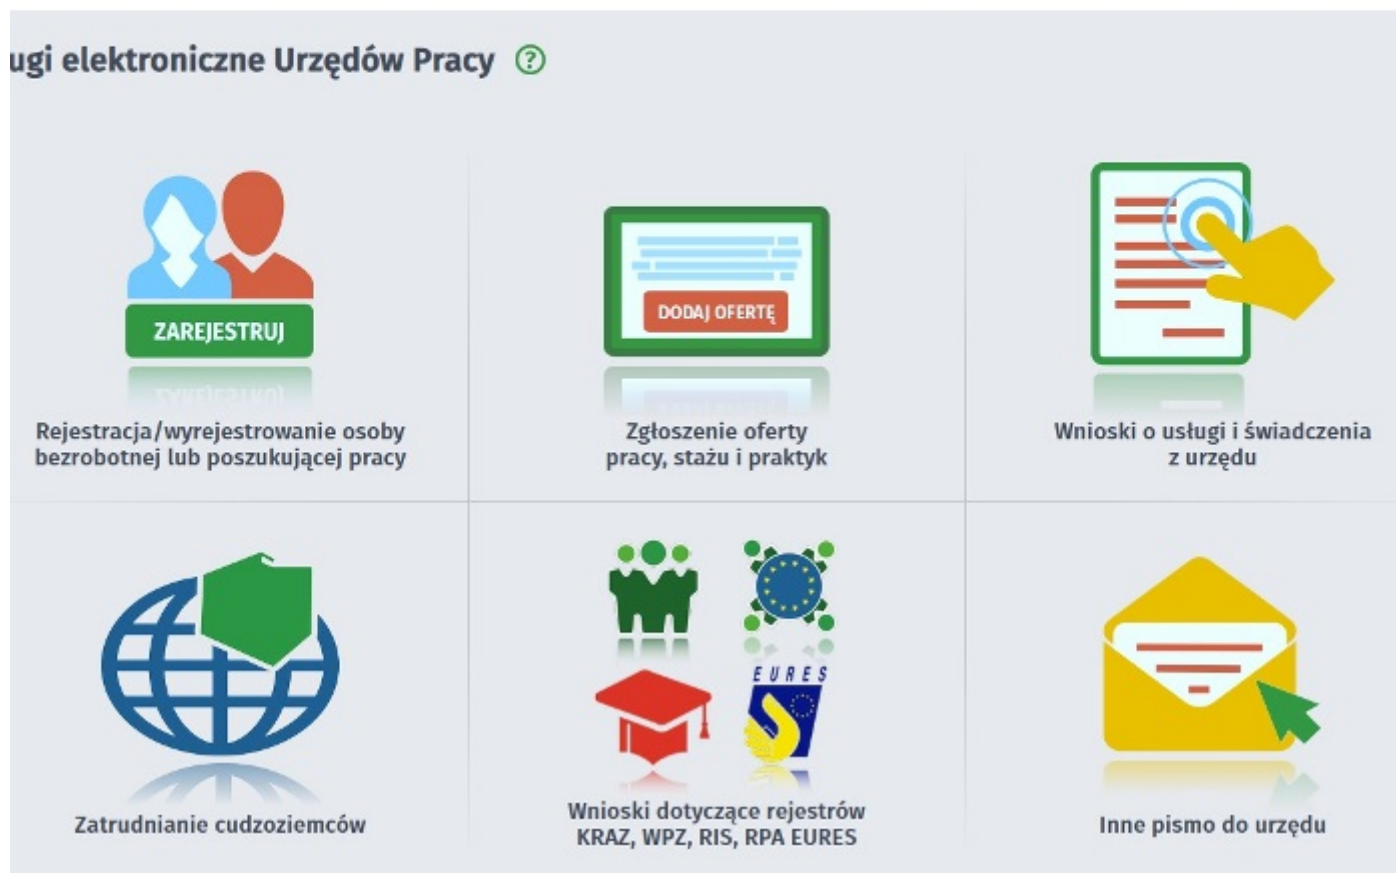 ugi elektroniczne Urzędów Pracy ?
ZAREJESTRUJ
Rejestracja/wyrejestrowanie osoby
bezrobotnej lub poszukującej pracy
DODAJ OFERTĘ
Zgłoszenie oferty
pracy, stażu i praktyk
Wnioski o usługi i świadczenia
z urzędu
Zatrudnianie cudzoziemców
EURES
Wnioski dotyczące rejestrów
KRAZ, WPZ, RIS, RPA EURES
Inne pismo do urzędu